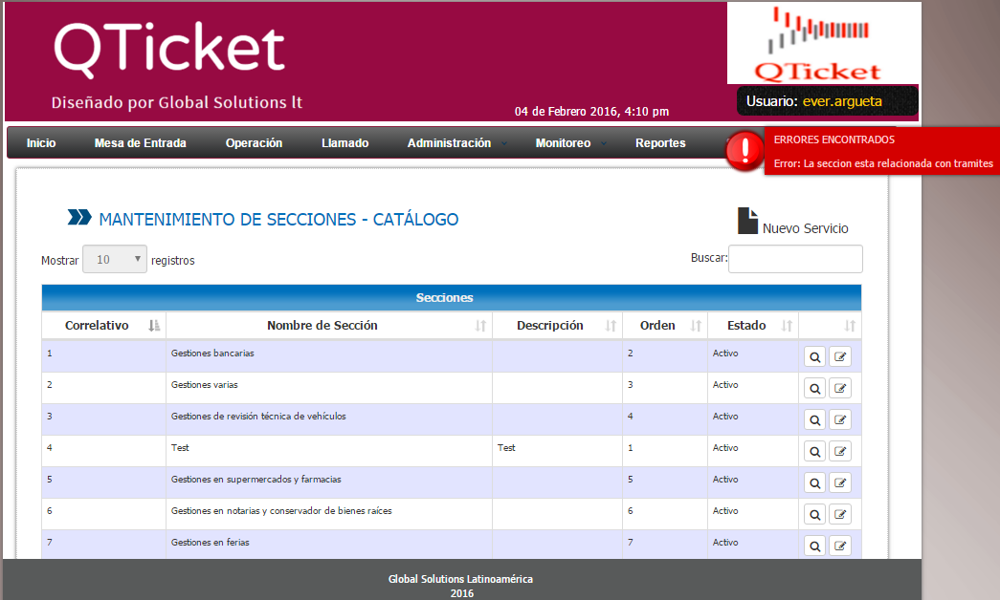 QTicket
Diseñado por Global Solutions lt
QTicket
04 de Febrero 2016, 4:10 pm
Usuario: ever.argueta
Inicio Mesa de Entrada Operación Llamado Administración Monitoreo Reportes
ERRORES ENCONTRADOS
Error: La seccion esta relacionada con tramites
MANTENIMIENTO DE SECCIONES - CATÁLOGO
Nuevo Servicio
Mostrar 10 registros
Buscar:
Secciones
Correlativo Nombre de Sección Descripción Orden Estado
1 Gestiones bancarias 2 Activo
2 Gestiones varias 3 Activo
3 Gestiones de revisión técnica de vehículos 4 Activo
4 Test Test 1 Activo
5 Gestiones en supermercados y farmacias 5 Activo
6 Gestiones en notarias y conservador de bienes raíces 6 Activo
7 Gestiones en ferias 7 Activo
Global Solutions Latinoamérica
2016